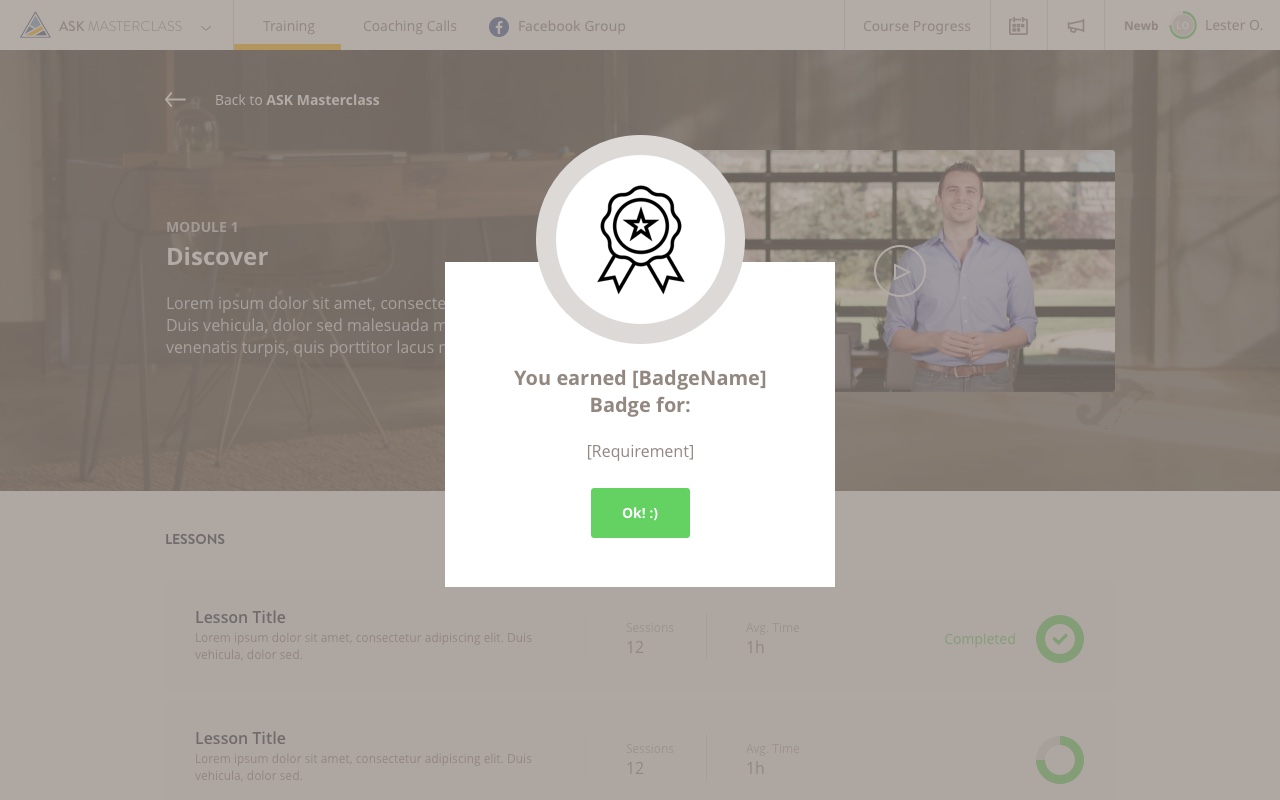 ASK MASTERCLASS
Training
Coaching Calls
Facebook Group
Course Progress
Newb
LO
Lester O.
Back to ASK Masterclass
MODULE 1
Discover
Lorem ipsum dolor sit amet, consecte
Duis vehicula, dolor sed malesuada m
venenatis turpis, quis porttitor lacus
You earned [BadgeName]
Badge for:
[Requirement]
Ok! :)
LESSONS
Lesson Title
Lorem ipsum dolor sit amet, consectetur adipiscing elit. Duis
vehicula, dolor sed.
Sessions
12
Avg. Time
1h
Completed
Lesson Title
Lorem ipsum dolor sit amet, consectetur adipiscing elit. Duis
vehicula, dolor sed.
Sessions
12
Avg. Time
1h